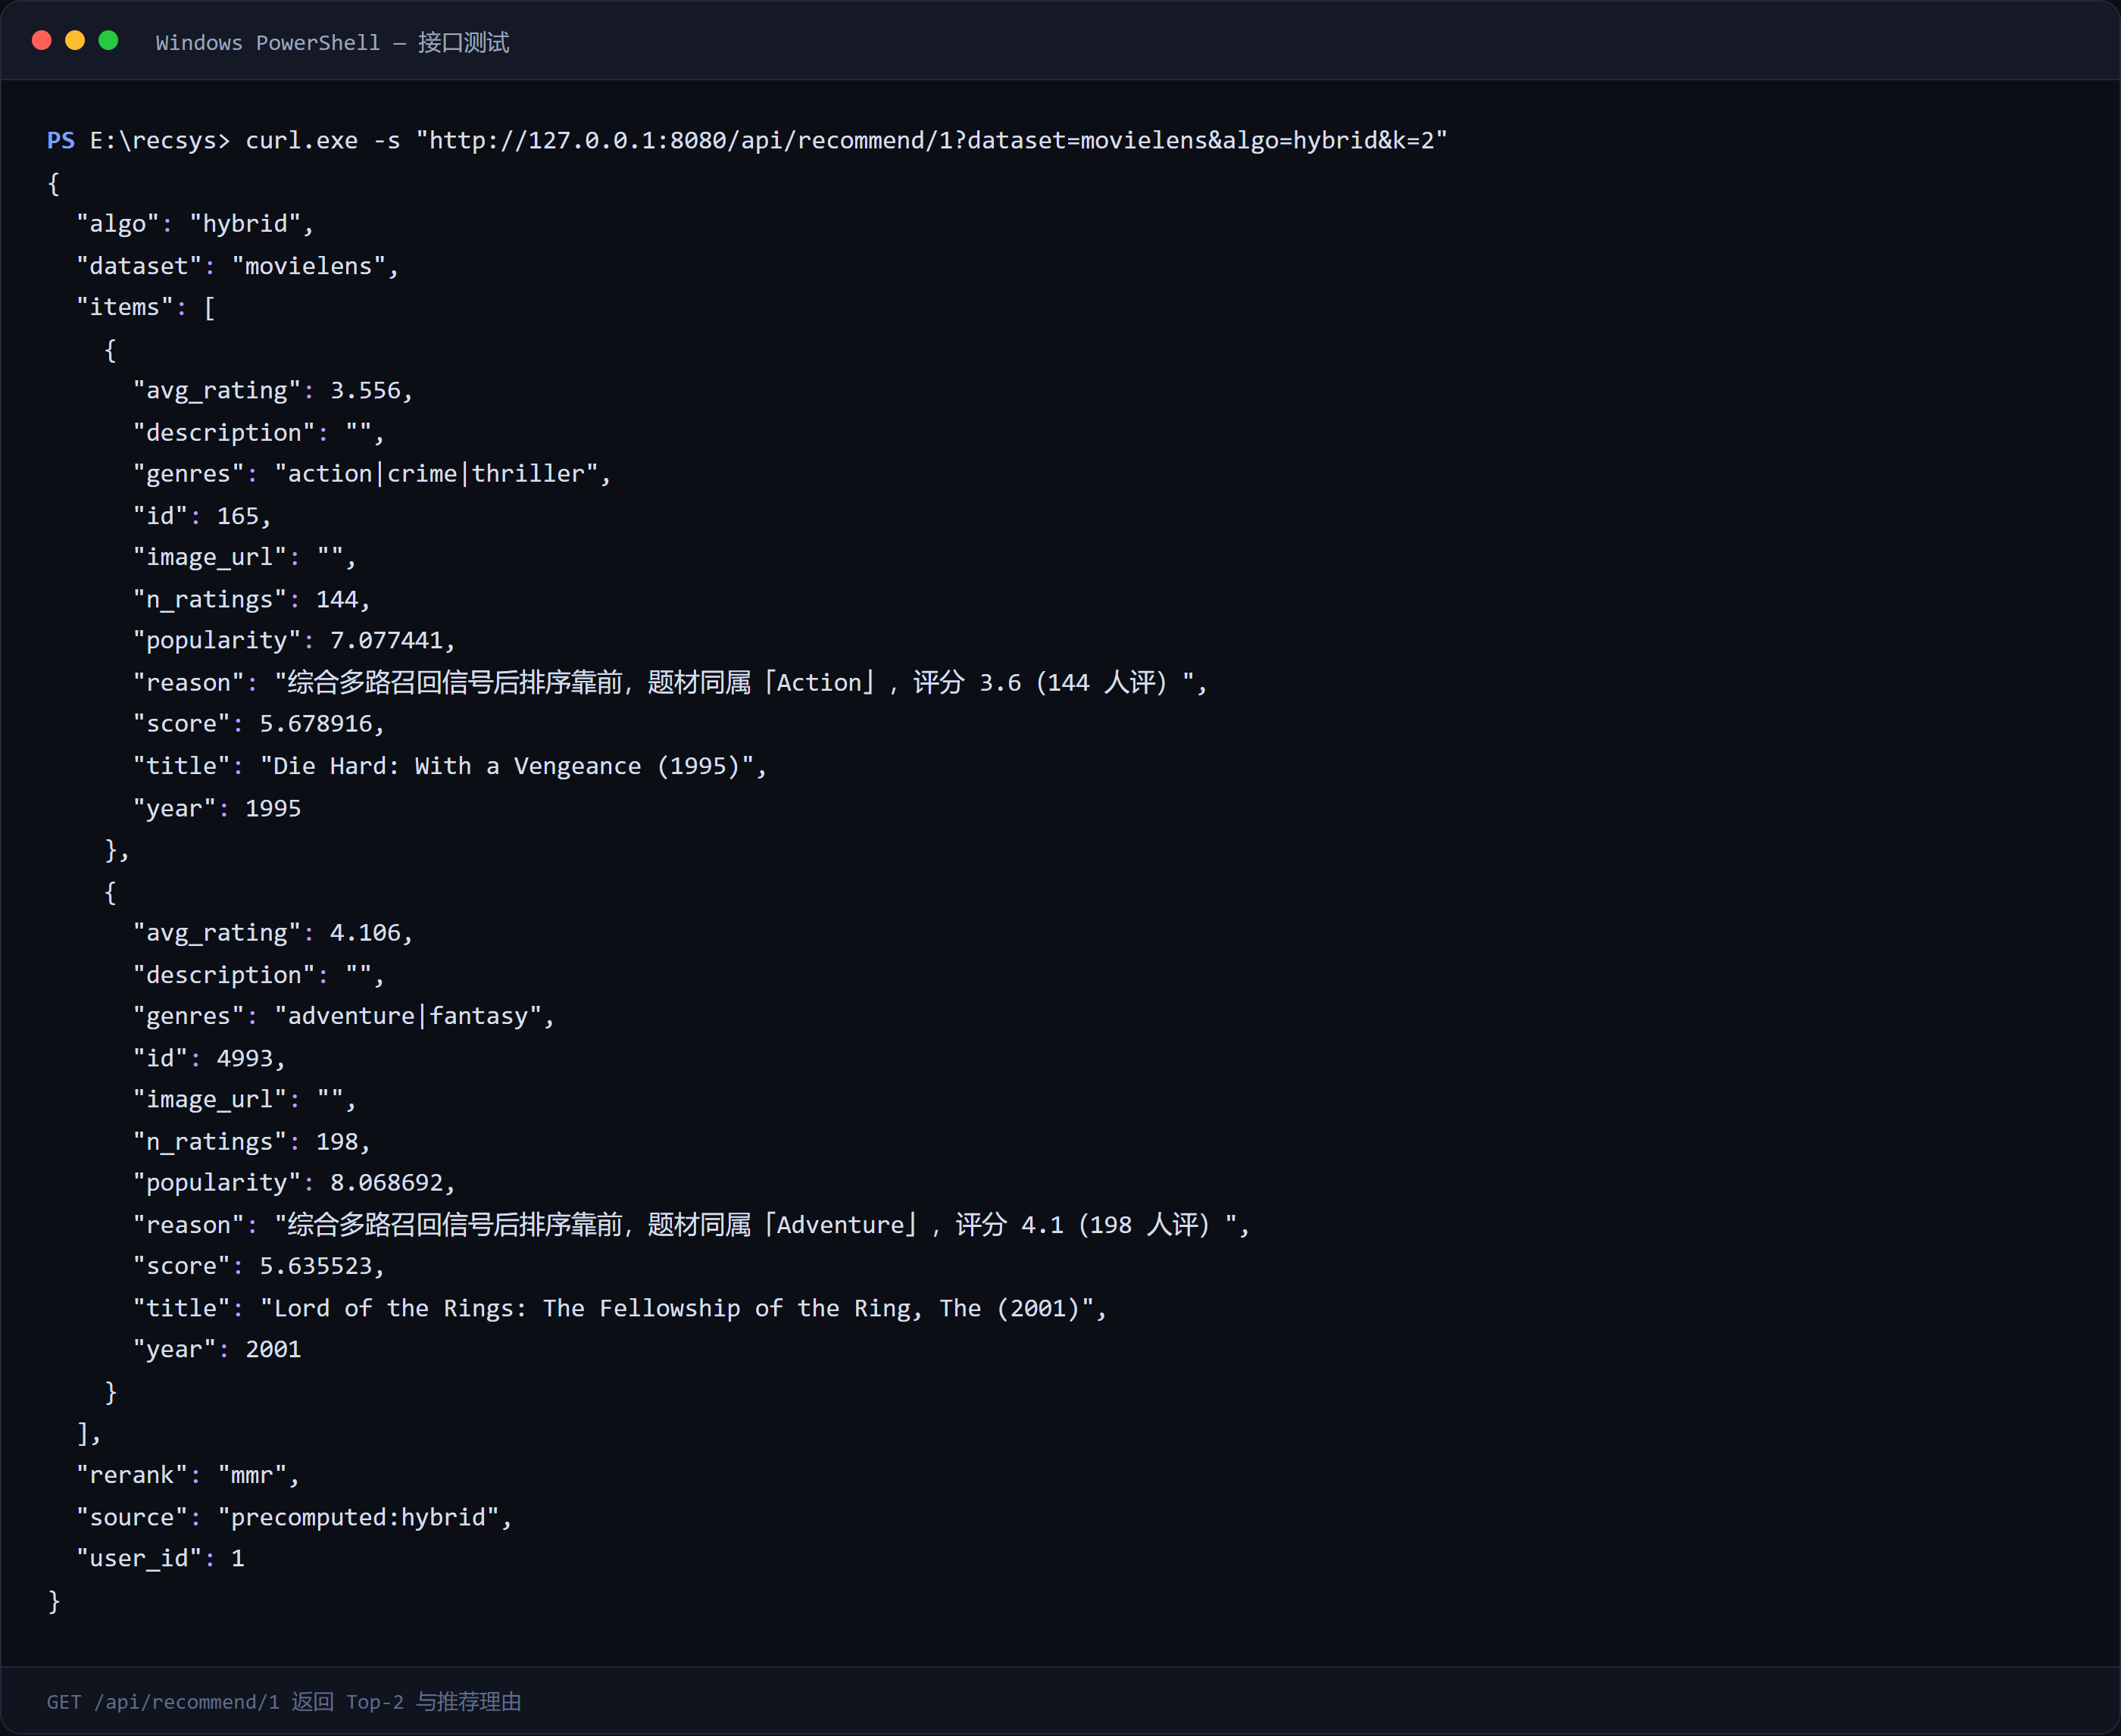 Windows PowerShell — 接口测试
PS E:\recsys> curl.exe -s "http://127.0.0.1:8080/api/recommend/1?dataset=movielens&algo=hybrid&k=2"
{
  "algo": "hybrid",
  "dataset": "movielens",
  "items": [
    {
      "avg_rating": 3.556,
      "description": "",
      "genres": "action|crime|thriller",
      "id": 165,
      "image_url": "",
      "n_ratings": 144,
      "popularity": 7.077441,
      "reason": "综合多路召回信号后排序靠前，题材同属「Action」，评分 3.6（144 人评）",
      "score": 5.678916,
      "title": "Die Hard: With a Vengeance (1995)",
      "year": 1995
    },
    {
      "avg_rating": 4.106,
      "description": "",
      "genres": "adventure|fantasy",
      "id": 4993,
      "image_url": "",
      "n_ratings": 198,
      "popularity": 8.068692,
      "reason": "综合多路召回信号后排序靠前，题材同属「Adventure」，评分 4.1（198 人评）",
      "score": 5.635523,
      "title": "Lord of the Rings: The Fellowship of the Ring, The (2001)",
      "year": 2001
    }
  ],
  "rerank": "mmr",
  "source": "precomputed:hybrid",
  "user_id": 1
}
GET /api/recommend/1 返回 Top-2 与推荐理由